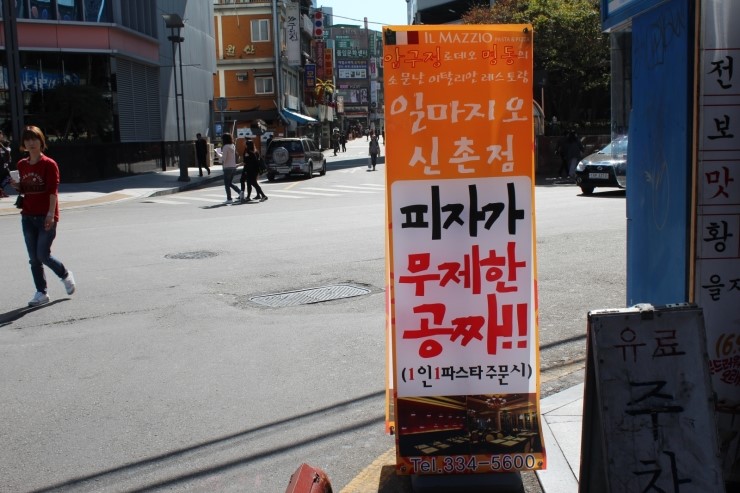 IL MAZZIO
압구정 로데오 명동의
소문난 이탈리안 레스토랑
일마지오
신촌점
피자가
무제한
공짜!!
(1인 1파스타 주문시)
Tel.334-5600
전
보
맛
황
을
유료
주차